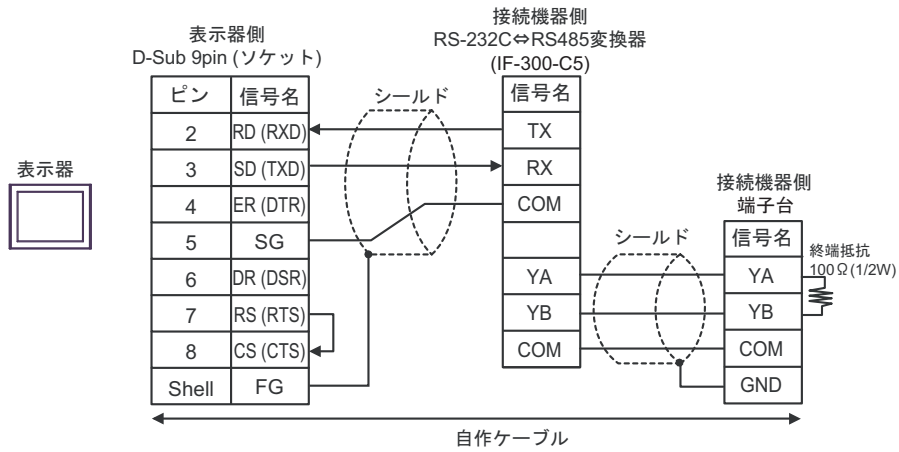 表示器
表示器側
D-Sub 9pin (ソケット)
ピン 信号名
2 RD (RXD)
3 SD (TXD)
4 ER (DTR)
5 SG
6 DR (DSR)
7 RS (RTS)
8 CS (CTS)
Shell FG
シールド
接続機器側
RS-232C⇔RS485変換器
(IF-300-C5)
信号名
TX
RX
COM
YA
YB
COM
シールド
接続機器側
端子台
信号名
YA
YB
COM
GND
終端抵抗
100Ω(1/2W)
自作ケーブル